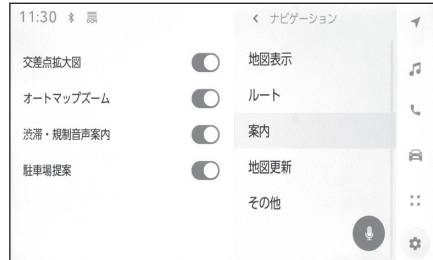 11:30
交差点拡大図
オートマップズーム
渋滞・規制音声案内
駐車場提案
ナビゲーション
地図表示
ルート
案内
地図更新
その他